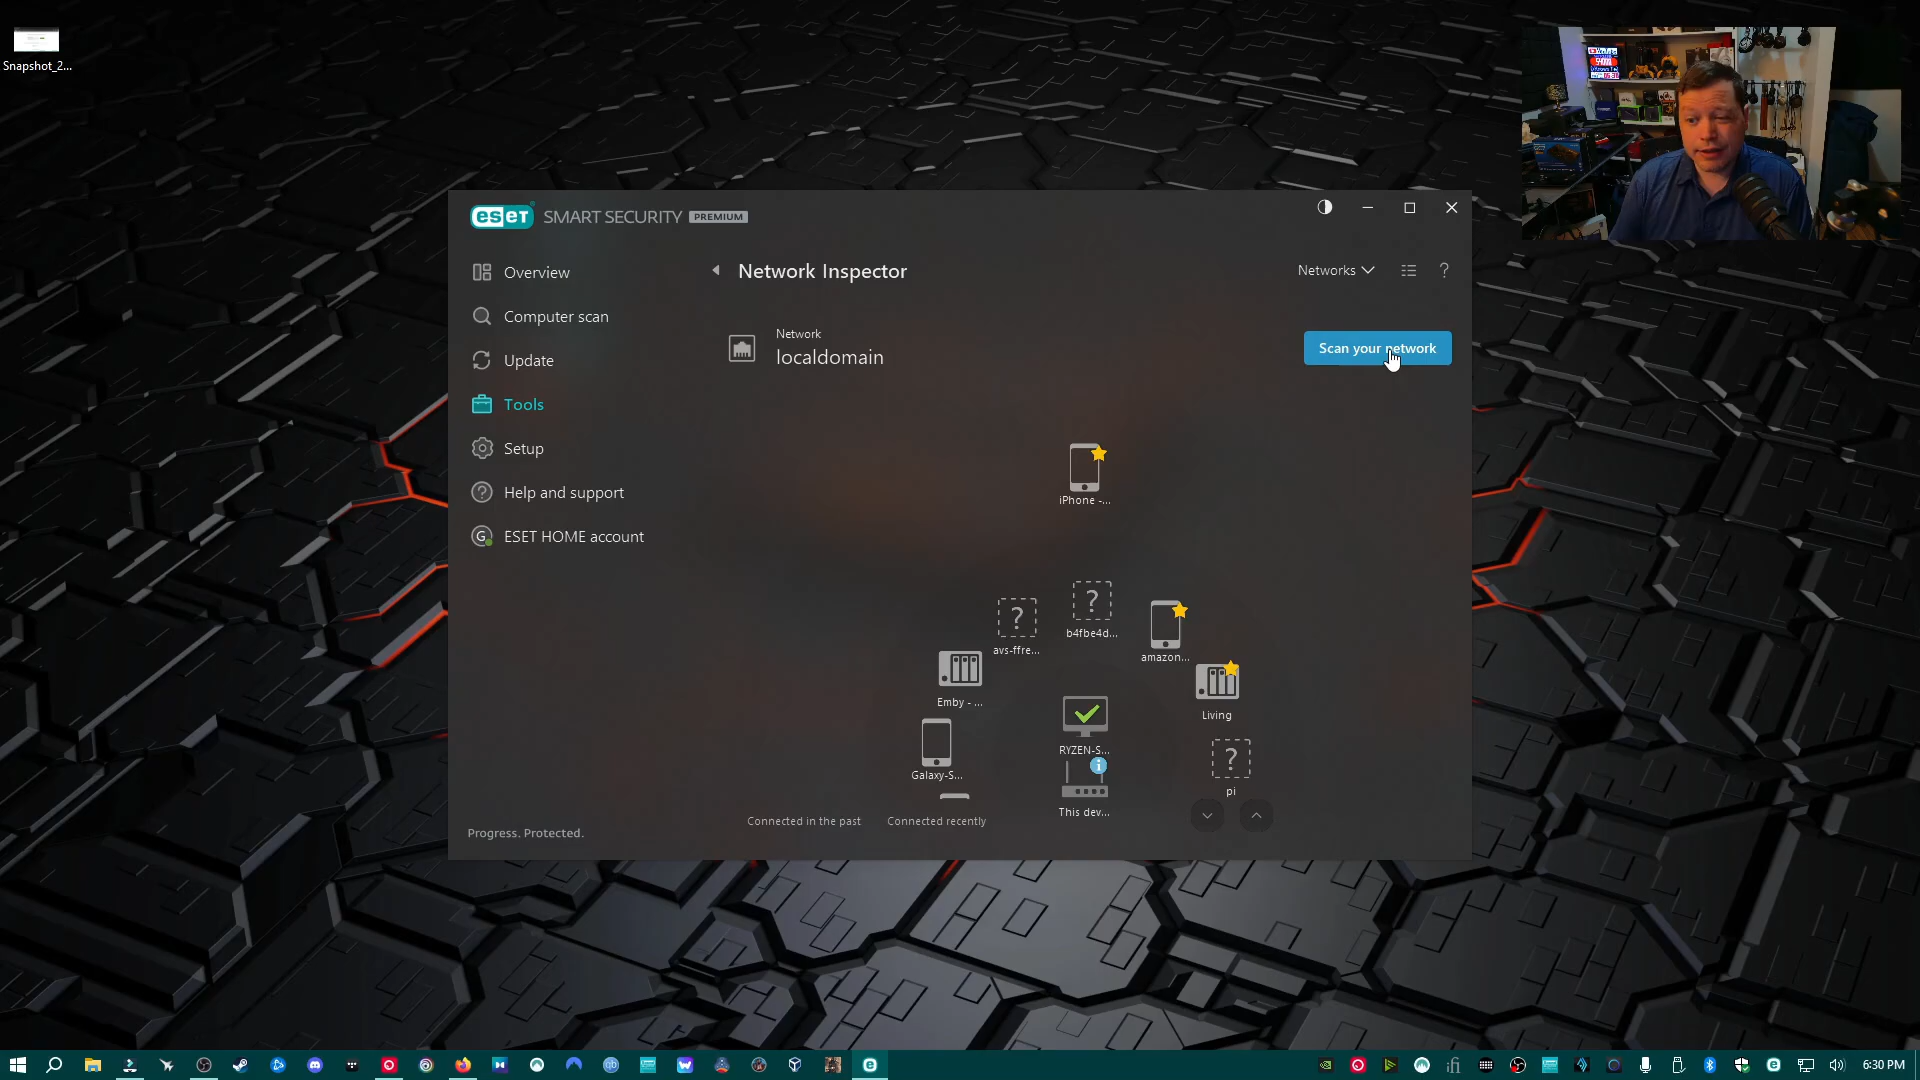 Snapshot_2...
eset SMART SECURITY PREMIUM
Overview
Computer scan
Update
Tools
Setup
Help and support
G
ESET HOME account
Progress. Protected.
Network Inspector
Networks
?
Network
localdomain
Scan your network
iPhone -...
?
b4fbe4d...
?
avs-ffre...
amazon...
Emby - ...
Living
RYZEN-S...
Galaxy-S...
i
?
pi
This dev...
Connected in the past
Connected recently
6:30 PM